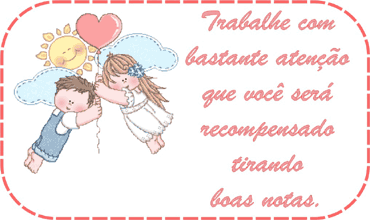 Trabalhe com
bastante atenção
que você será
recompensado
tirando
boas notas.